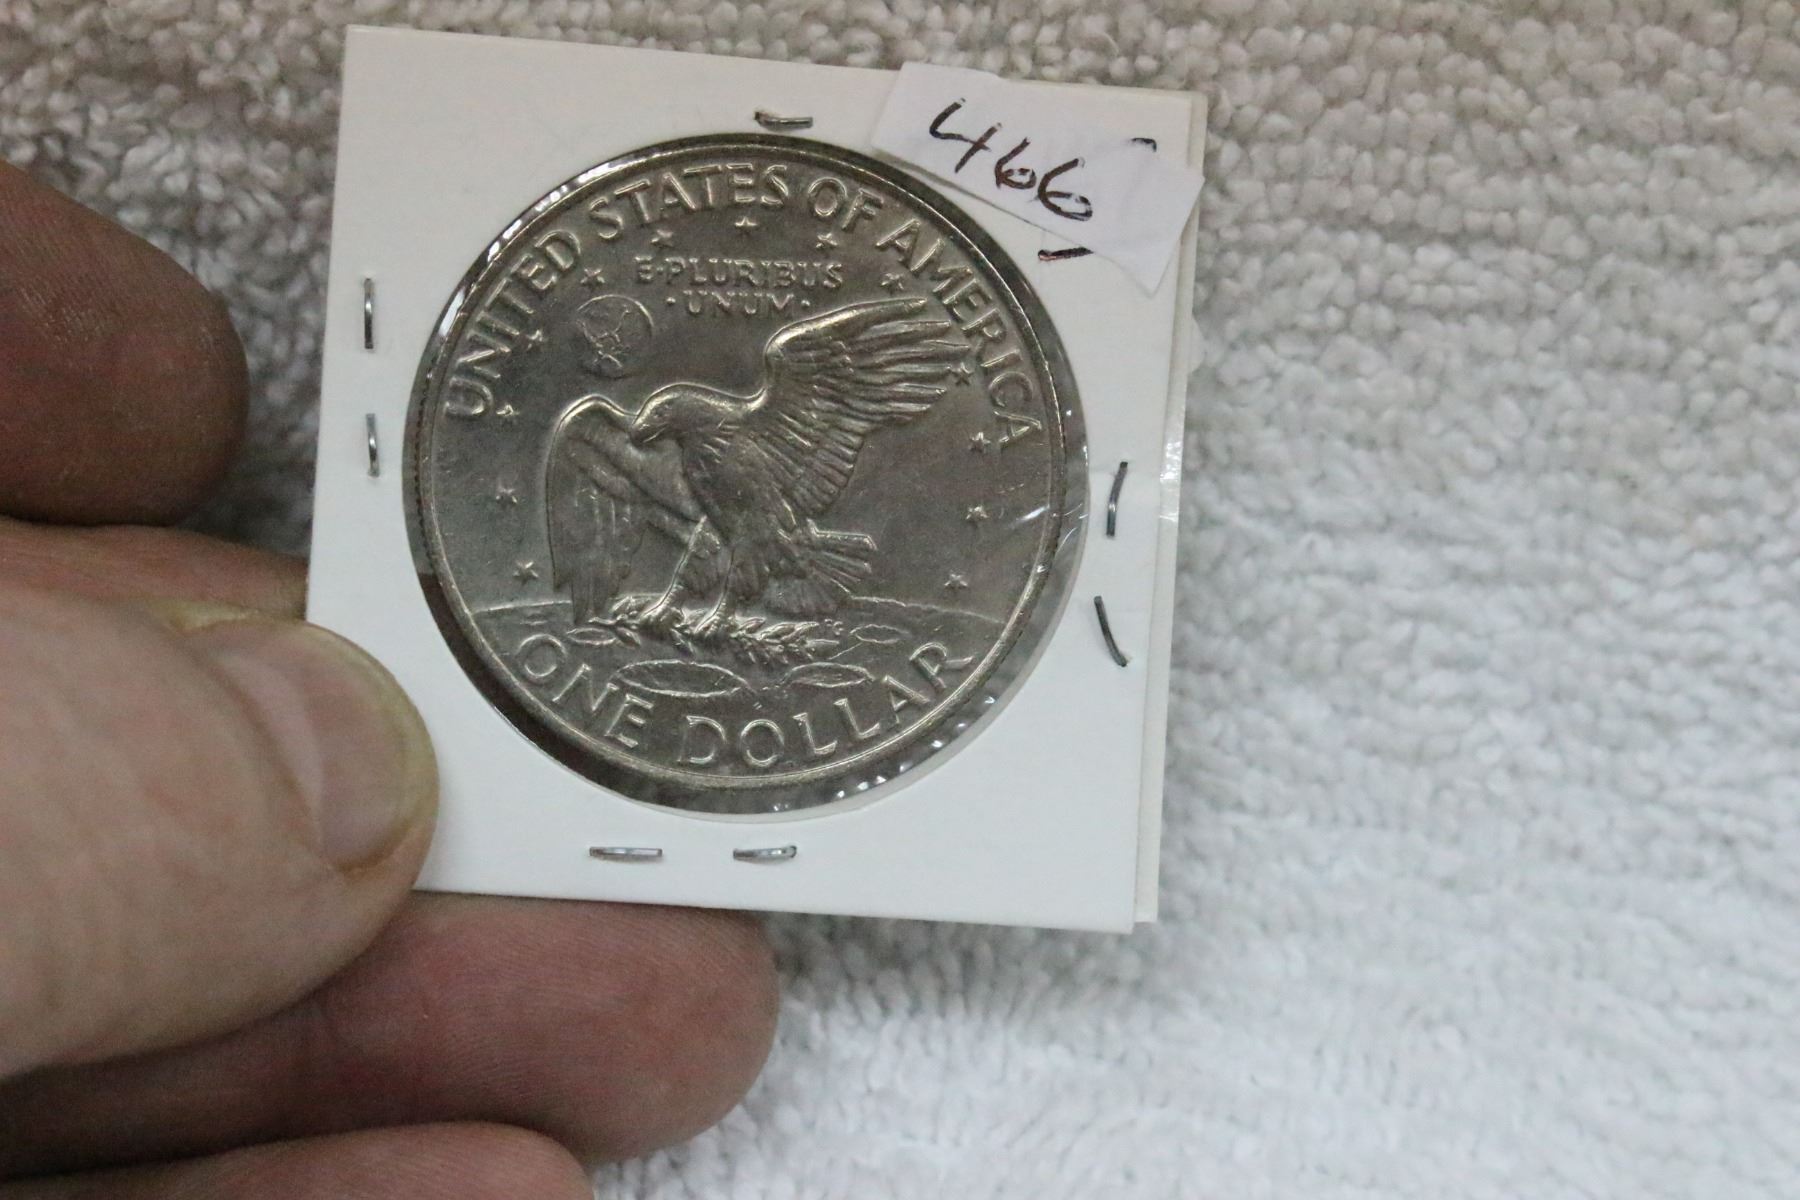 466
UNITED STATES OF AMERICA
E·PLURIBUS
·UNUM·
ONE DOLLAR